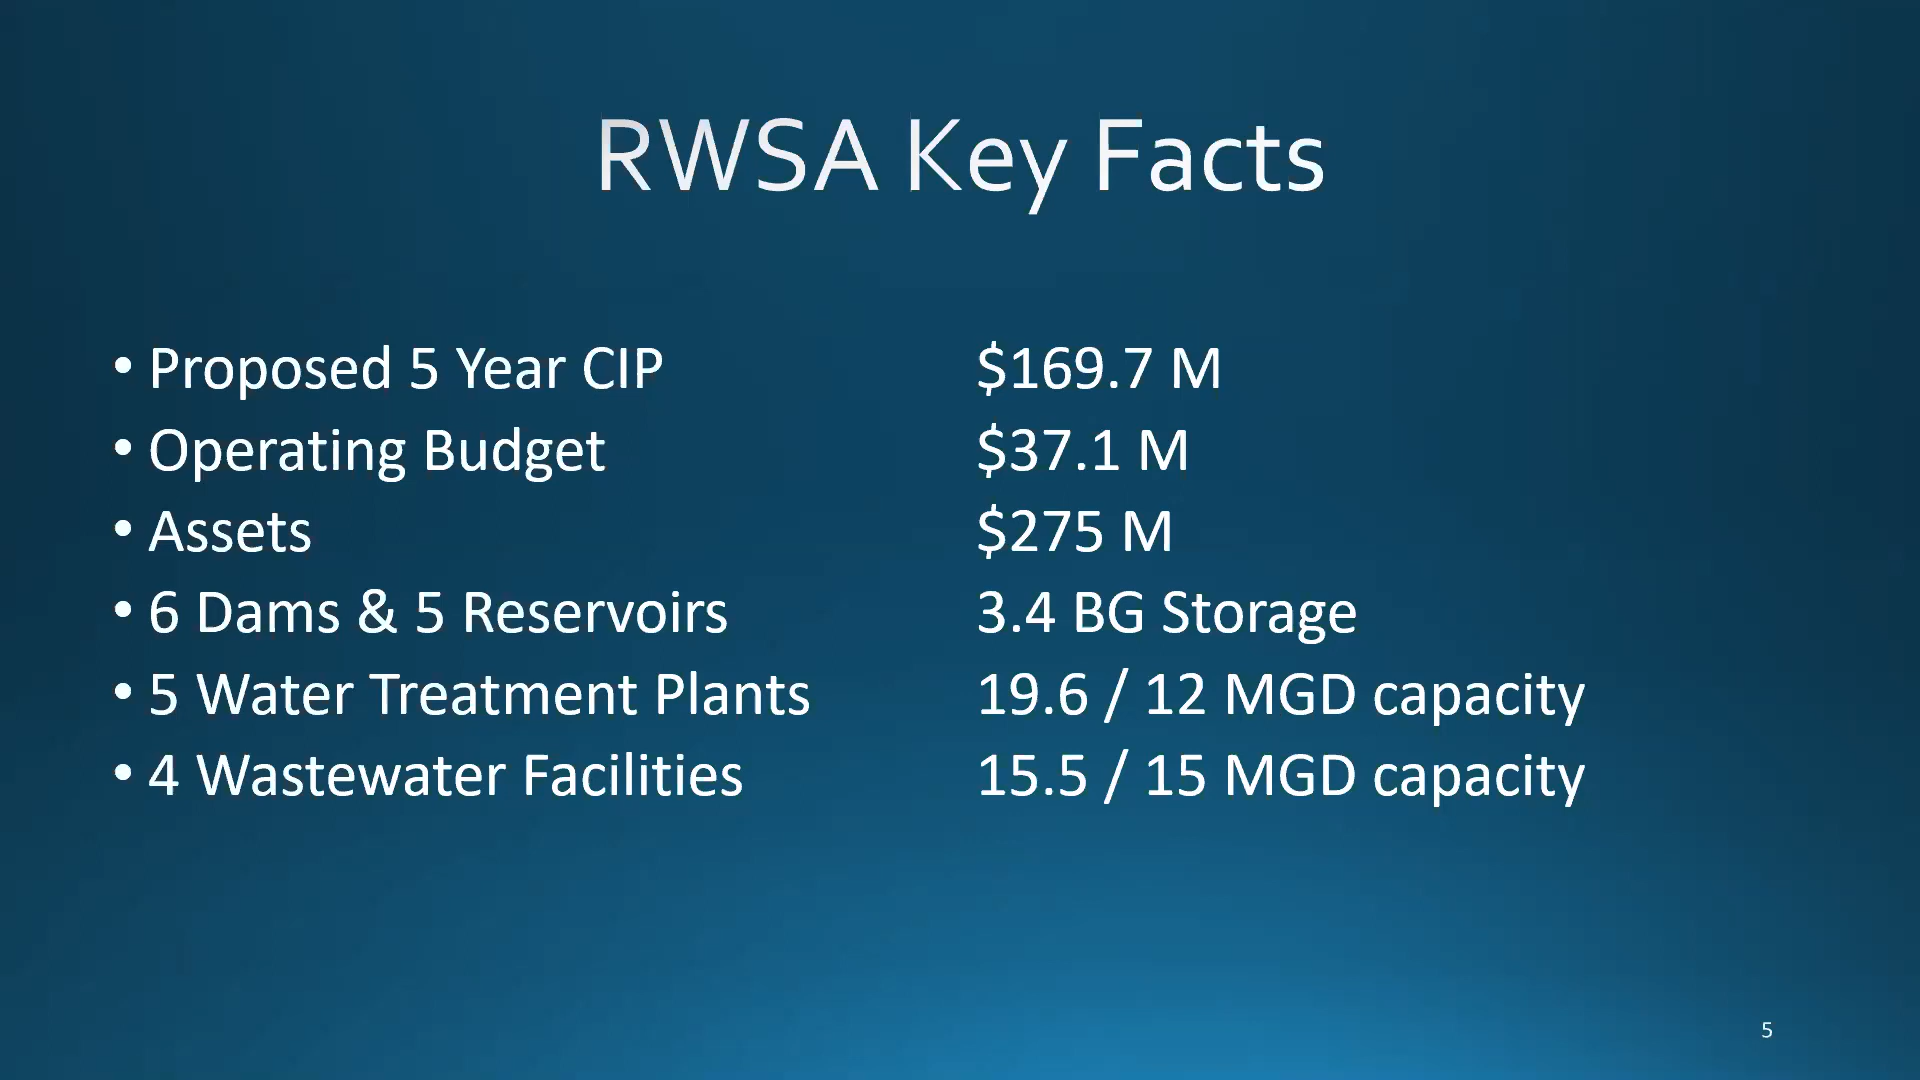 RWSA Key Facts
• Proposed 5 Year CIP $169.7 M
• Operating Budget $37.1 M
• Assets $275 M
• 6 Dams & 5 Reservoirs 3.4 BG Storage
• 5 Water Treatment Plants 19.6 / 12 MGD capacity
• 4 Wastewater Facilities 15.5 / 15 MGD capacity
5